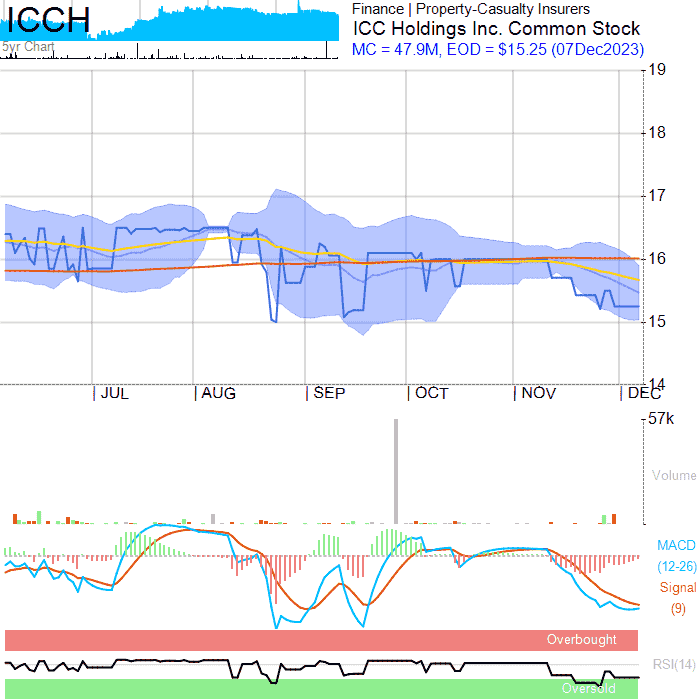 ICCH
5yr Chart
Finance | Property-Casualty Insurers
ICC Holdings Inc. Common Stock
MC = 47.9M, EOD = $15.25 (07Dec2023)
19
18
17
16
15
14
JUL AUG SEP OCT NOV DEC
57k
Volume
MACD
(12-26)
Signal
(9)
Overbought
RSI(14)
Oversold